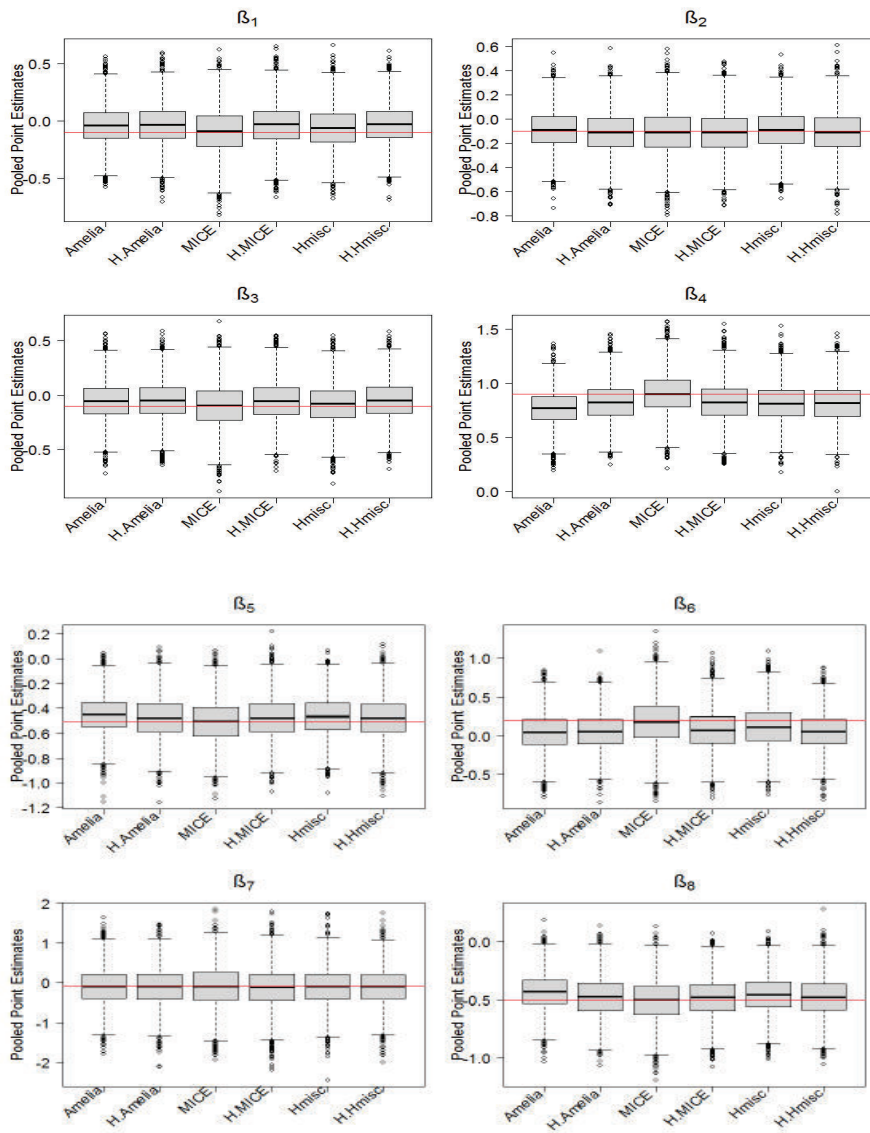 ß1
ß2
Pooled Point Estimates
0.5
0.0
-0.5
Amelia
H.Amelia
MICE
H.MICE
Hmisc
H.Hmisc
Pooled Point Estimates
0.6
0.4
0.2
0.0
-0.2
-0.4
-0.6
-0.8
Amelia
H.Amelia
MICE
H.MICE
Hmisc
H.Hmisc
ß3
ß4
Pooled Point Estimates
0.5
0.0
-0.5
Amelia
H.Amelia
MICE
H.MICE
Hmisc
H.Hmisc
Pooled Point Estimates
1.5
1.0
0.5
0.0
Amelia
H.Amelia
MICE
H.MICE
Hmisc
H.Hmisc
ß5
ß6
Pooled Point Estimates
0.2
0.0
-0.2
-0.4
-0.6
-0.8
-1.0
-1.2
Amelia
H.Amelia
MICE
H.MICE
Hmisc
H.Hmisc
Pooled Point Estimates
1.0
0.5
0.0
-0.5
Amelia
H.Amelia
MICE
H.MICE
Hmisc
H.Hmisc
ß7
ß8
Pooled Point Estimates
2
1
0
-1
-2
Amelia
H.Amelia
MICE
H.MICE
Hmisc
H.Hmisc
Pooled Point Estimates
0.0
-0.5
-1.0
Amelia
H.Amelia
MICE
H.MICE
Hmisc
H.Hmisc